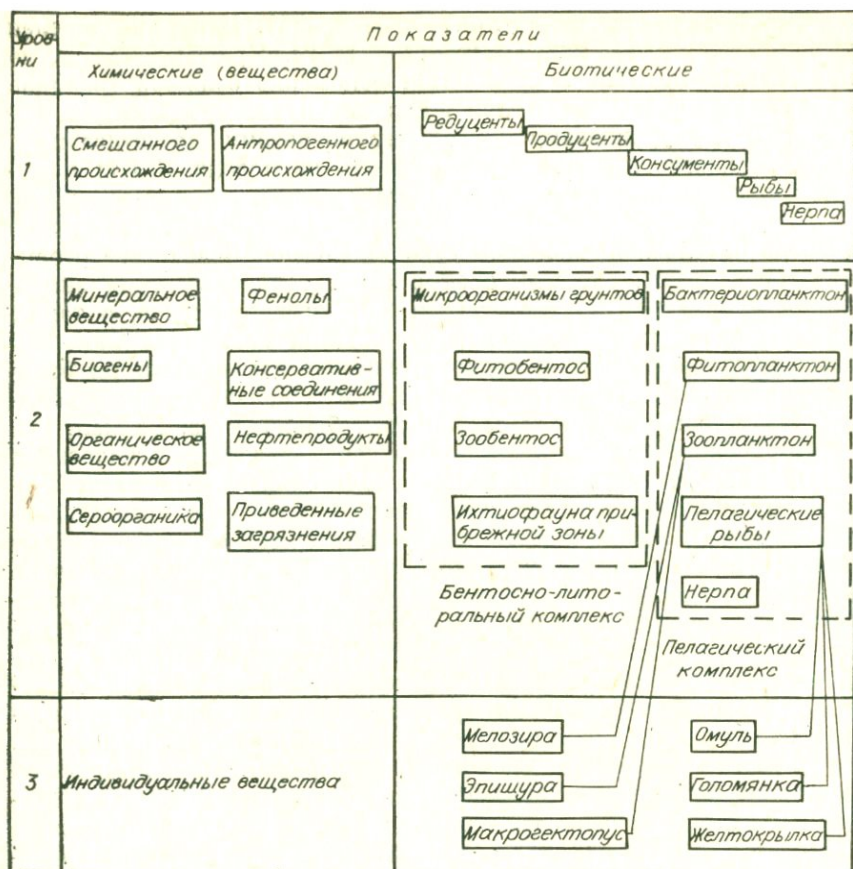 Уров-
ни
Показатели
Химические (вещества)
Биотические
1
Смешанного
происхождения
Антропогенного
происхождения
Редуценты
Продуценты
Консументы
Рыбы
Нерпа
2
Минеральное
вещество
Фенолы
Биогены
Консерватив-
ные соединения
Органическое
вещество
Нефтепродукты
Сероорганика
Приведенные
загрязнения
Микроорганизмы грунтов
Фитобентос
Зообентос
Ихтиофауна при-
брежной зоны
Бентосно-лито-
ральный комплекс
Бактериопланктон
Фитопланктон
Зоопланктон
Пелагические
рыбы
Нерпа
Пелагический
комплекс
3
Индивидуальные вещества
Мелозира
Эпишура
Макрогектопус
Омуль
Голомянка
Желтокрылка